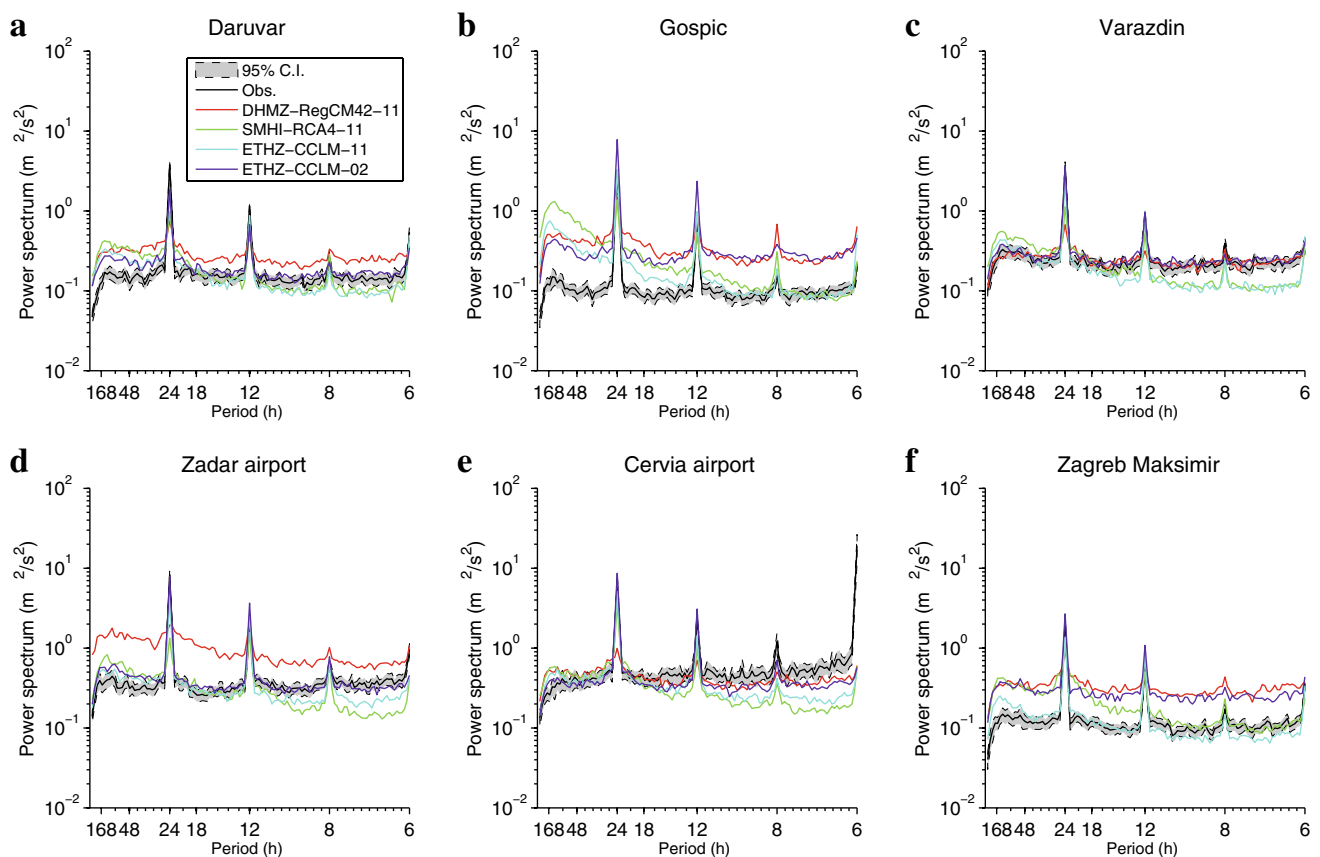 a Daruvar
10^2
10^1
10^0
10^−1
10^−2
Power spectrum (m^2/s^2)
168 48 24 18 12 8 6
Period (h)
95% C.I.
Obs.
DHMZ−RegCM42−11
SMHI−RCA4−11
ETHZ−CCLM−11
ETHZ−CCLM−02
b Gospic
10^2
10^1
10^0
10^−1
10^−2
Power spectrum (m^2/s^2)
168 48 24 18 12 8 6
Period (h)
c Varazdin
10^2
10^1
10^0
10^−1
10^−2
Power spectrum (m^2/s^2)
168 48 24 18 12 8 6
Period (h)
d Zadar airport
10^2
10^1
10^0
10^−1
10^−2
Power spectrum (m^2/s^2)
168 48 24 18 12 8 6
Period (h)
e Cervia airport
10^2
10^1
10^0
10^−1
10^−2
Power spectrum (m^2/s^2)
168 48 24 18 12 8 6
Period (h)
f Zagreb Maksimir
10^2
10^1
10^0
10^−1
10^−2
Power spectrum (m^2/s^2)
168 48 24 18 12 8 6
Period (h)